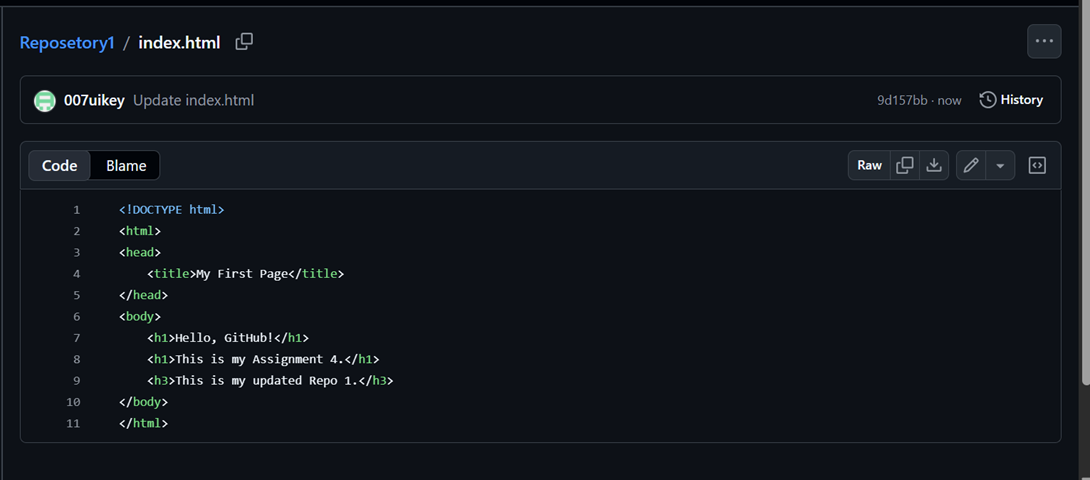 Reposetory1 / index.html
007uikey Update index.html 9d157bb · now History
Code Blame Raw
1 <!DOCTYPE html>
2 <html>
3 <head>
4     <title>My First Page</title>
5 </head>
6 <body>
7     <h1>Hello, GitHub!</h1>
8     <h1>This is my Assignment 4.</h1>
9     <h3>This is my updated Repo 1.</h3>
10 </body>
11 </html>